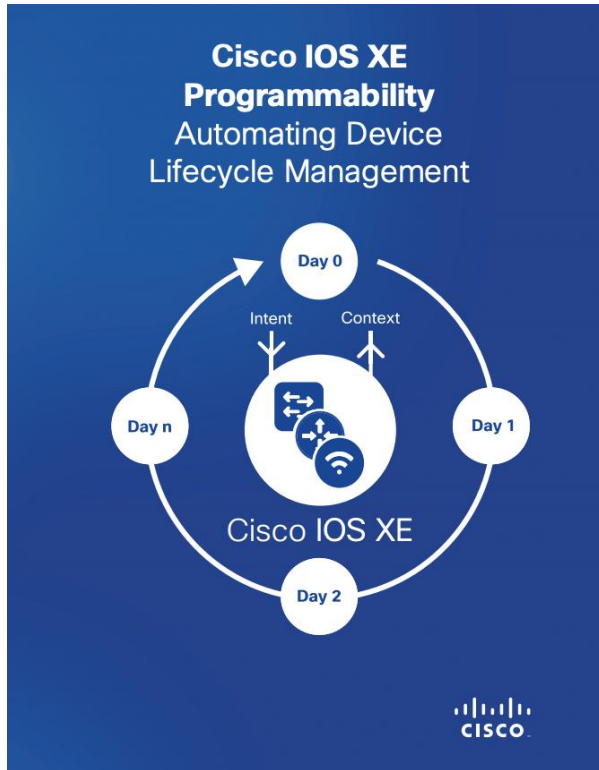 Cisco IOS XE
Programmability
Automating Device
Lifecycle Management
Day 0
Intent
Context
Day n
Day 1
Cisco IOS XE
Day 2
CISCO